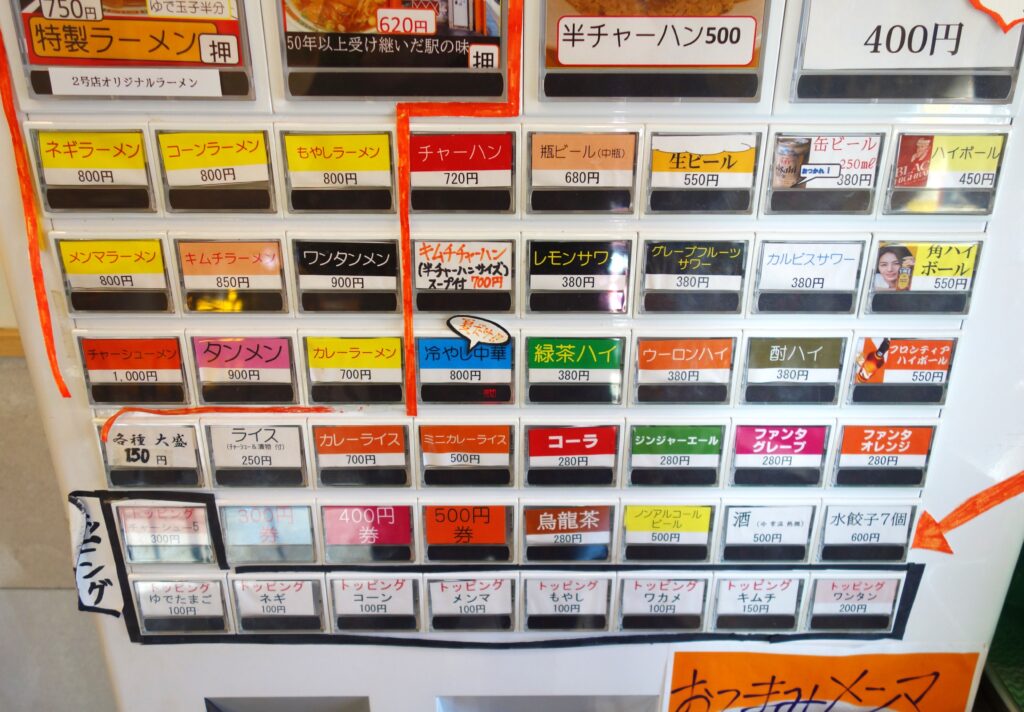 750円
ゆで玉子半分
特製ラーメン
押
2号店オリジナルラーメン
620円
50年以上受け継いだ駅の味
押
半チャーハン500
400円
ネギラーメン
800円
コーンラーメン
800円
もやしラーメン
800円
チャーハン
720円
瓶ビール(中瓶)
680円
生ビール
550円
缶ビール
250ml
おつかれ!
Asahi
380円
ハイボール
450円
メンマラーメン
800円
キムチラーメン
850円
ワンタンメン
900円
キムチチャーハン
(半チャーハンサイズ)
スープ付 700円
レモンサワー
380円
グレープフルーツ
サワー
380円
カルピスサワー
380円
角ハイ
ボール
550円
チャーシューメン
1,000円
タンメン
900円
カレーラーメン
700円
冷やし中華
800円
緑茶ハイ
380円
ウーロンハイ
380円
酎ハイ
380円
フロンティア
ハイボール
550円
各種 大盛
150円
ライス
250円
カレーライス
700円
ミニカレーライス
500円
コーラ
280円
ジンジャーエール
280円
ファンタ
グレープ
280円
ファンタ
オレンジ
280円
トッピング
チャーシュー5
300円
300円
券
400円
券
500円
券
烏龍茶
280円
ノンアルコール
ビール
500円
酒 (冷 常温 熱燗)
500円
水餃子7個
600円
トッピング
ゆでたまご
100円
トッピング
ネギ
100円
トッピング
コーン
100円
トッピング
メンマ
100円
トッピング
もやし
100円
トッピング
ワカメ
100円
トッピング
キムチ
150円
トッピング
ワンタン
200円
おつまみメンマ